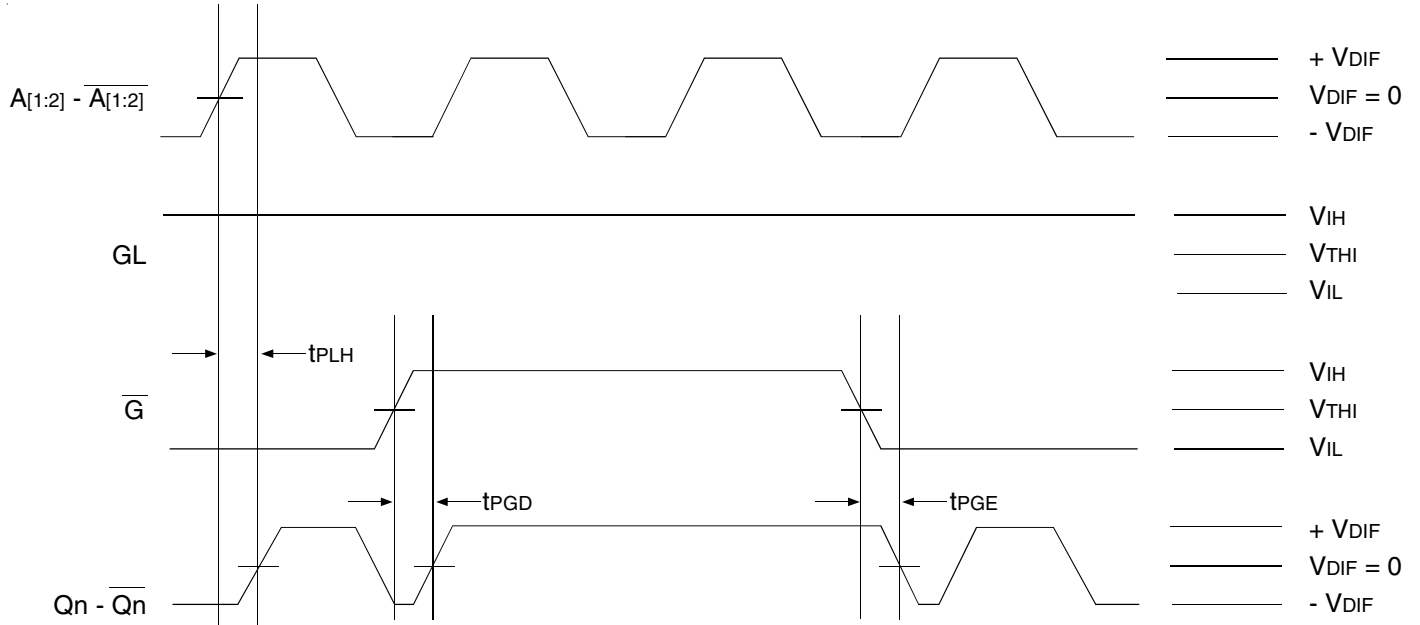 + VDIF
A[1:2] - A[1:2]
VDIF = 0
- VDIF
VIH
GL
VTHI
VIL
tPLH
VIH
G
VTHI
VIL
tPGD
tPGE
+ VDIF
VDIF = 0
Qn - Qn
- VDIF